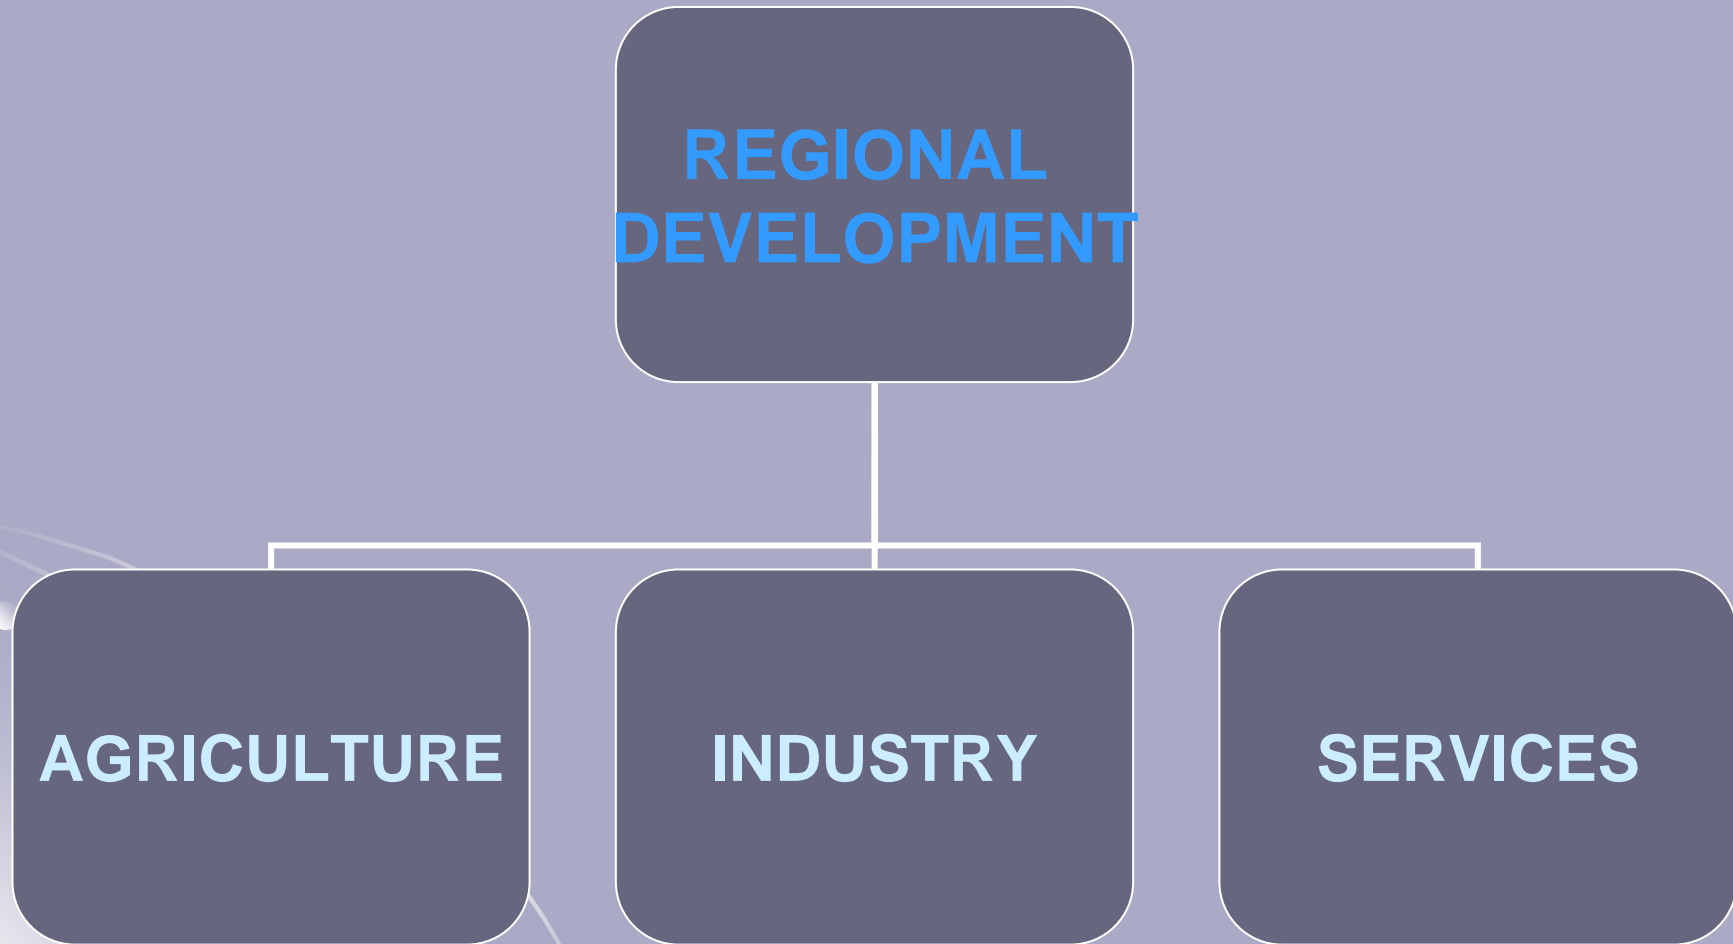 REGIONAL
DEVELOPMENT
AGRICULTURE
INDUSTRY
SERVICES